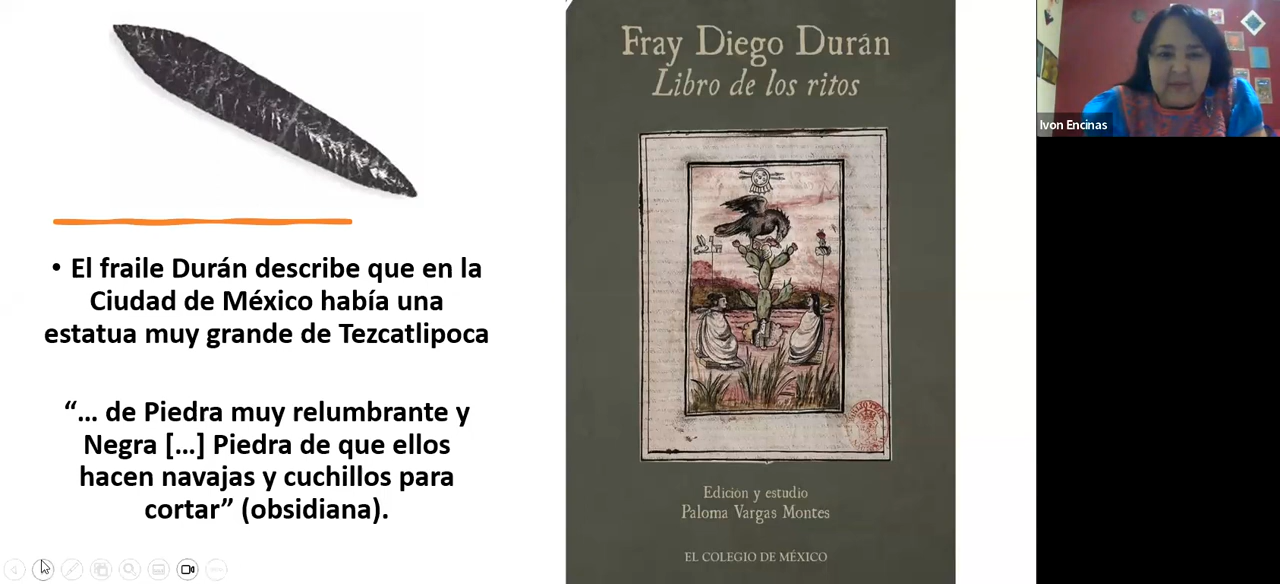 • El fraile Durán describe que en la
Ciudad de México había una
estatua muy grande de Tezcatlipoca
“... de Piedra muy relumbrante y
Negra [...] Piedra de que ellos
hacen navajas y cuchillos para
cortar” (obsidiana).
Fray Diego Durán
Libro de los ritos
Edición y estudio
Paloma Vargas Montes
EL COLEGIO DE MÉXICO
Ivon Encinas